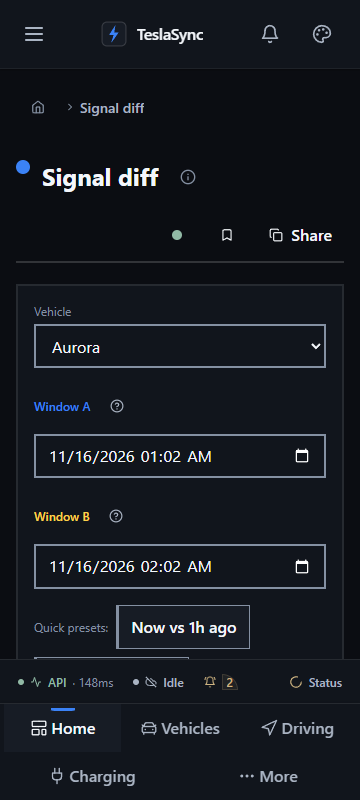 TeslaSync
Signal diff
Signal diff
Share
Vehicle
Aurora
Window A
11/16/2026 01:02 AM
Window B
11/16/2026 02:02 AM
Quick presets: Now vs 1h ago
API · 148ms Idle 2 Status
Home Vehicles Driving
Charging More